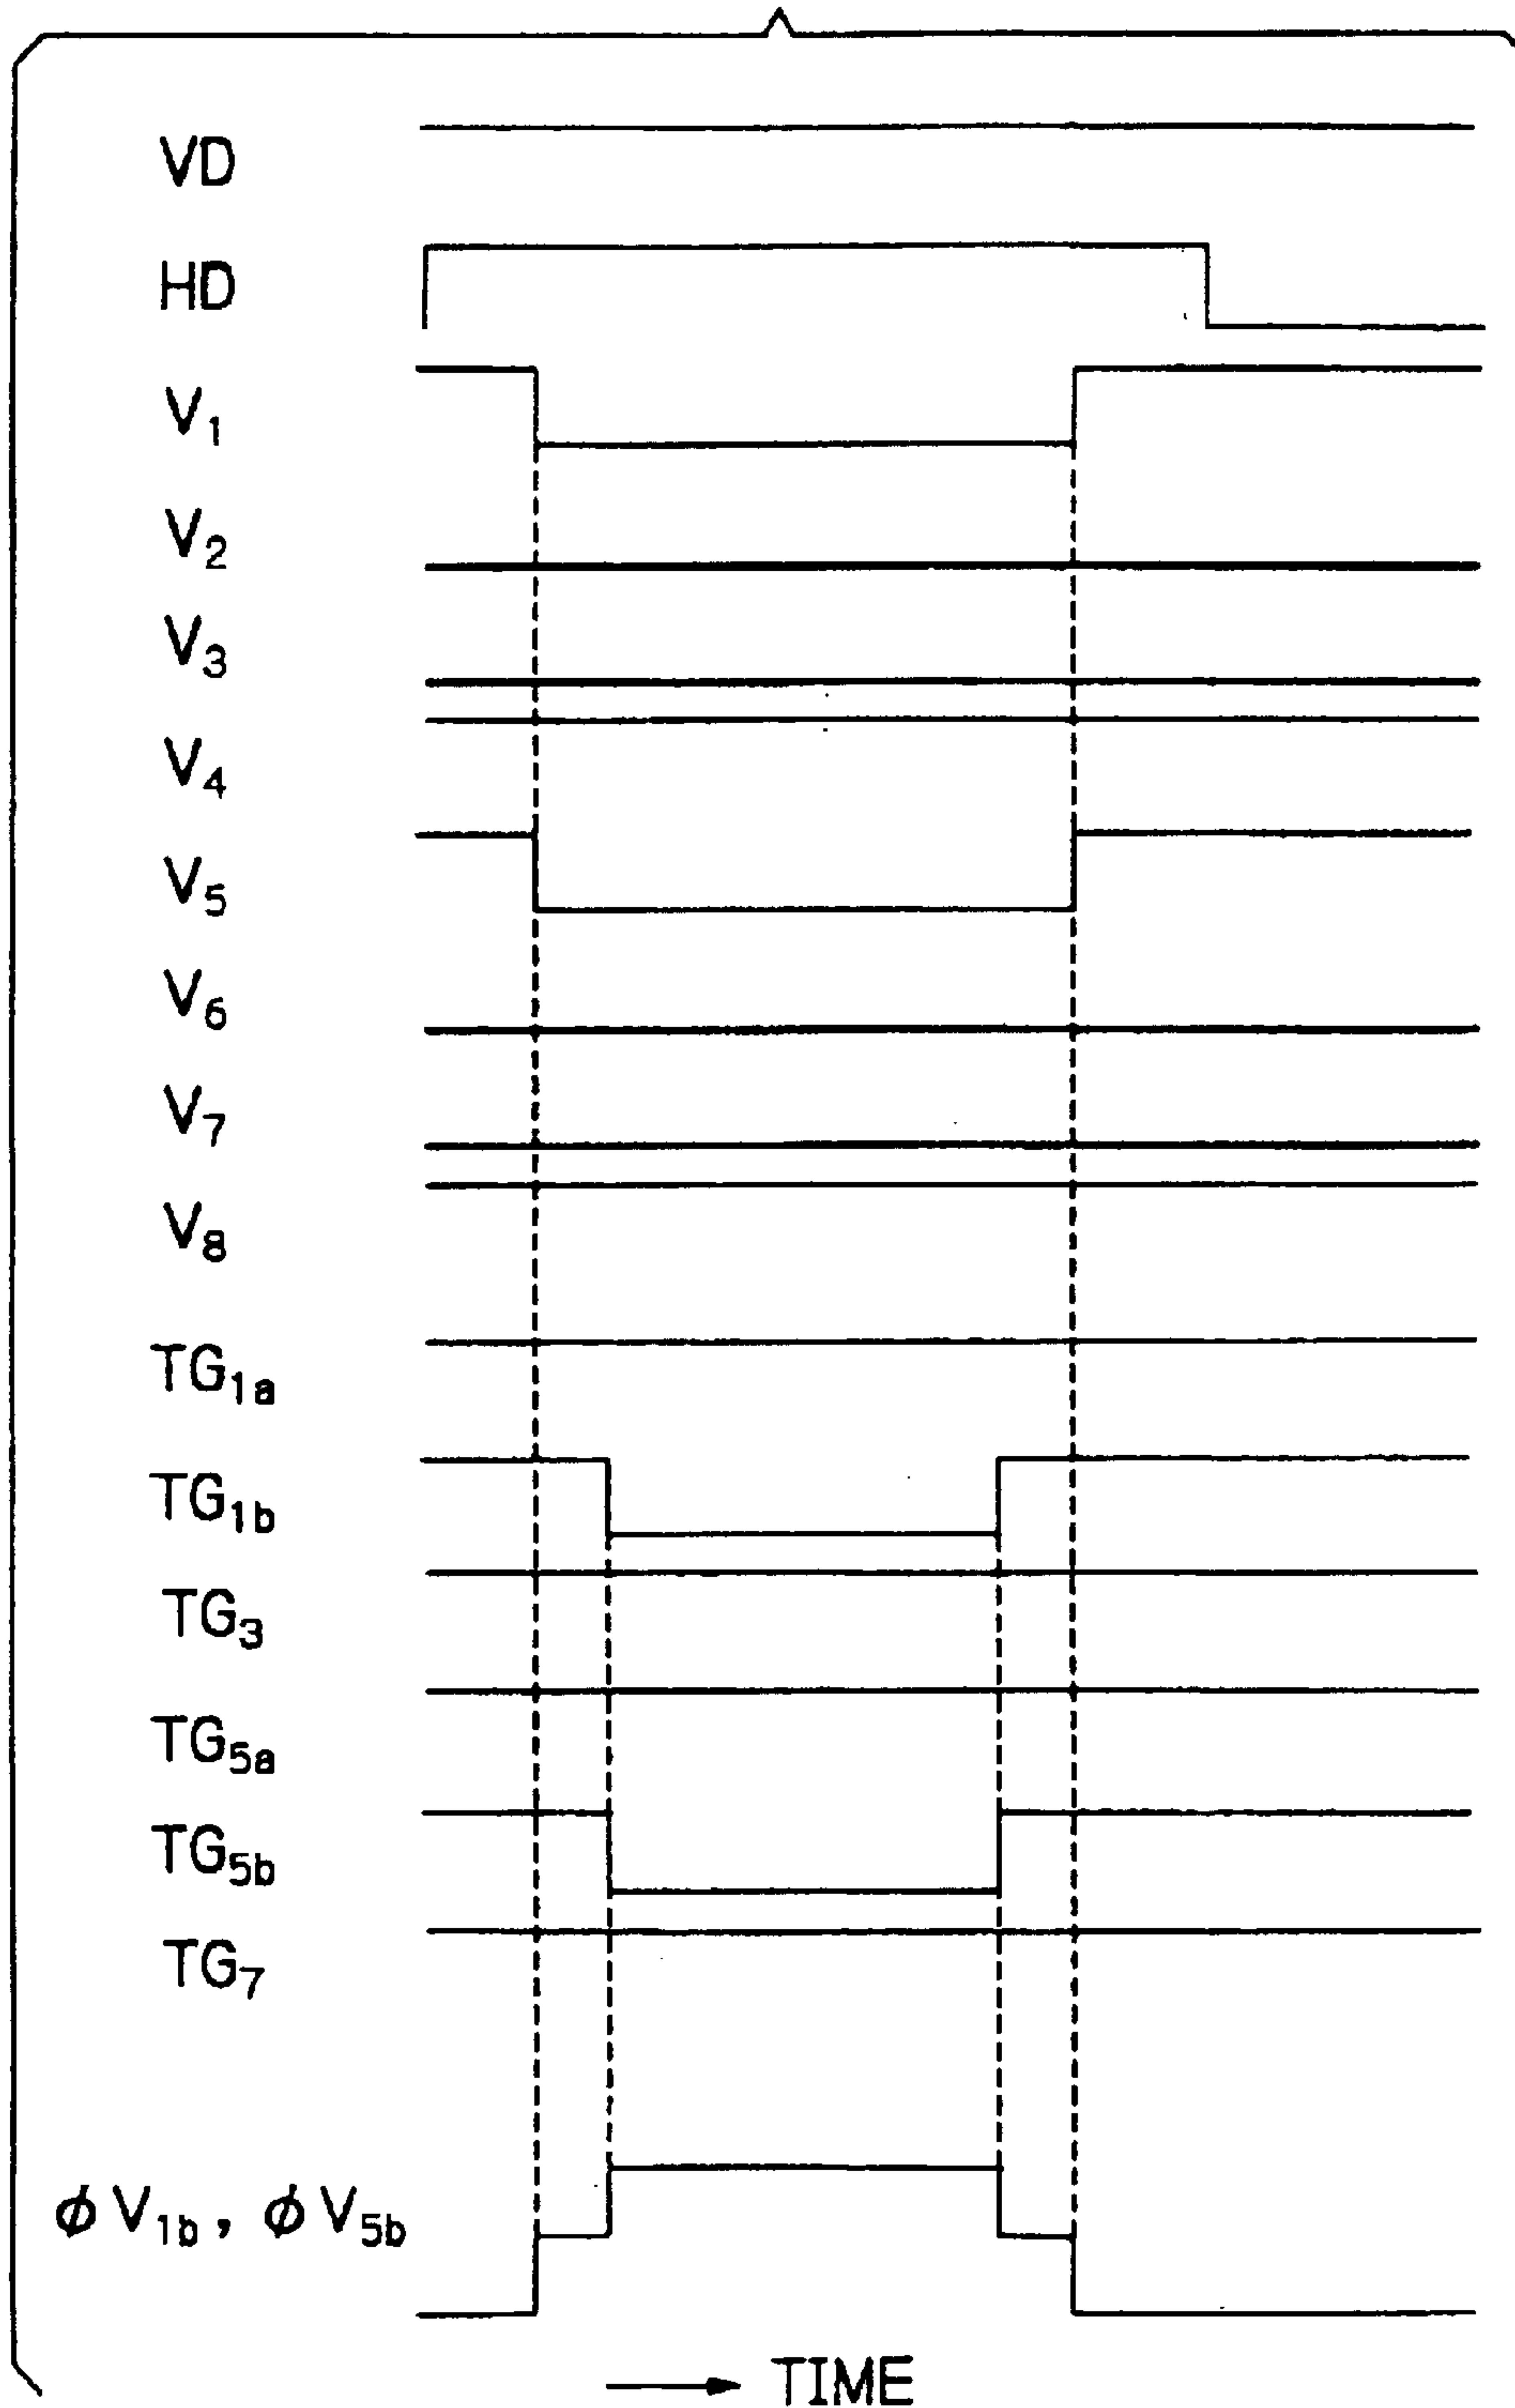 VD
HD
V₁
V₂
V₃
V₄
V₅
V₆
V₇
V₈
TG₁a
TG₁b
TG₃
TG₅a
TG₅b
TG₇
ϕV₁b, ϕV₅b
TIME